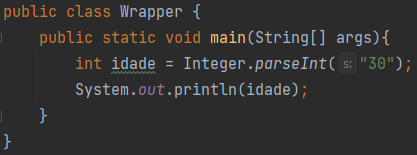 public class Wrapper {
public static void main(String[] args){
int idade = Integer.parseInt( s: "30");
System.out.println(idade);
}
}